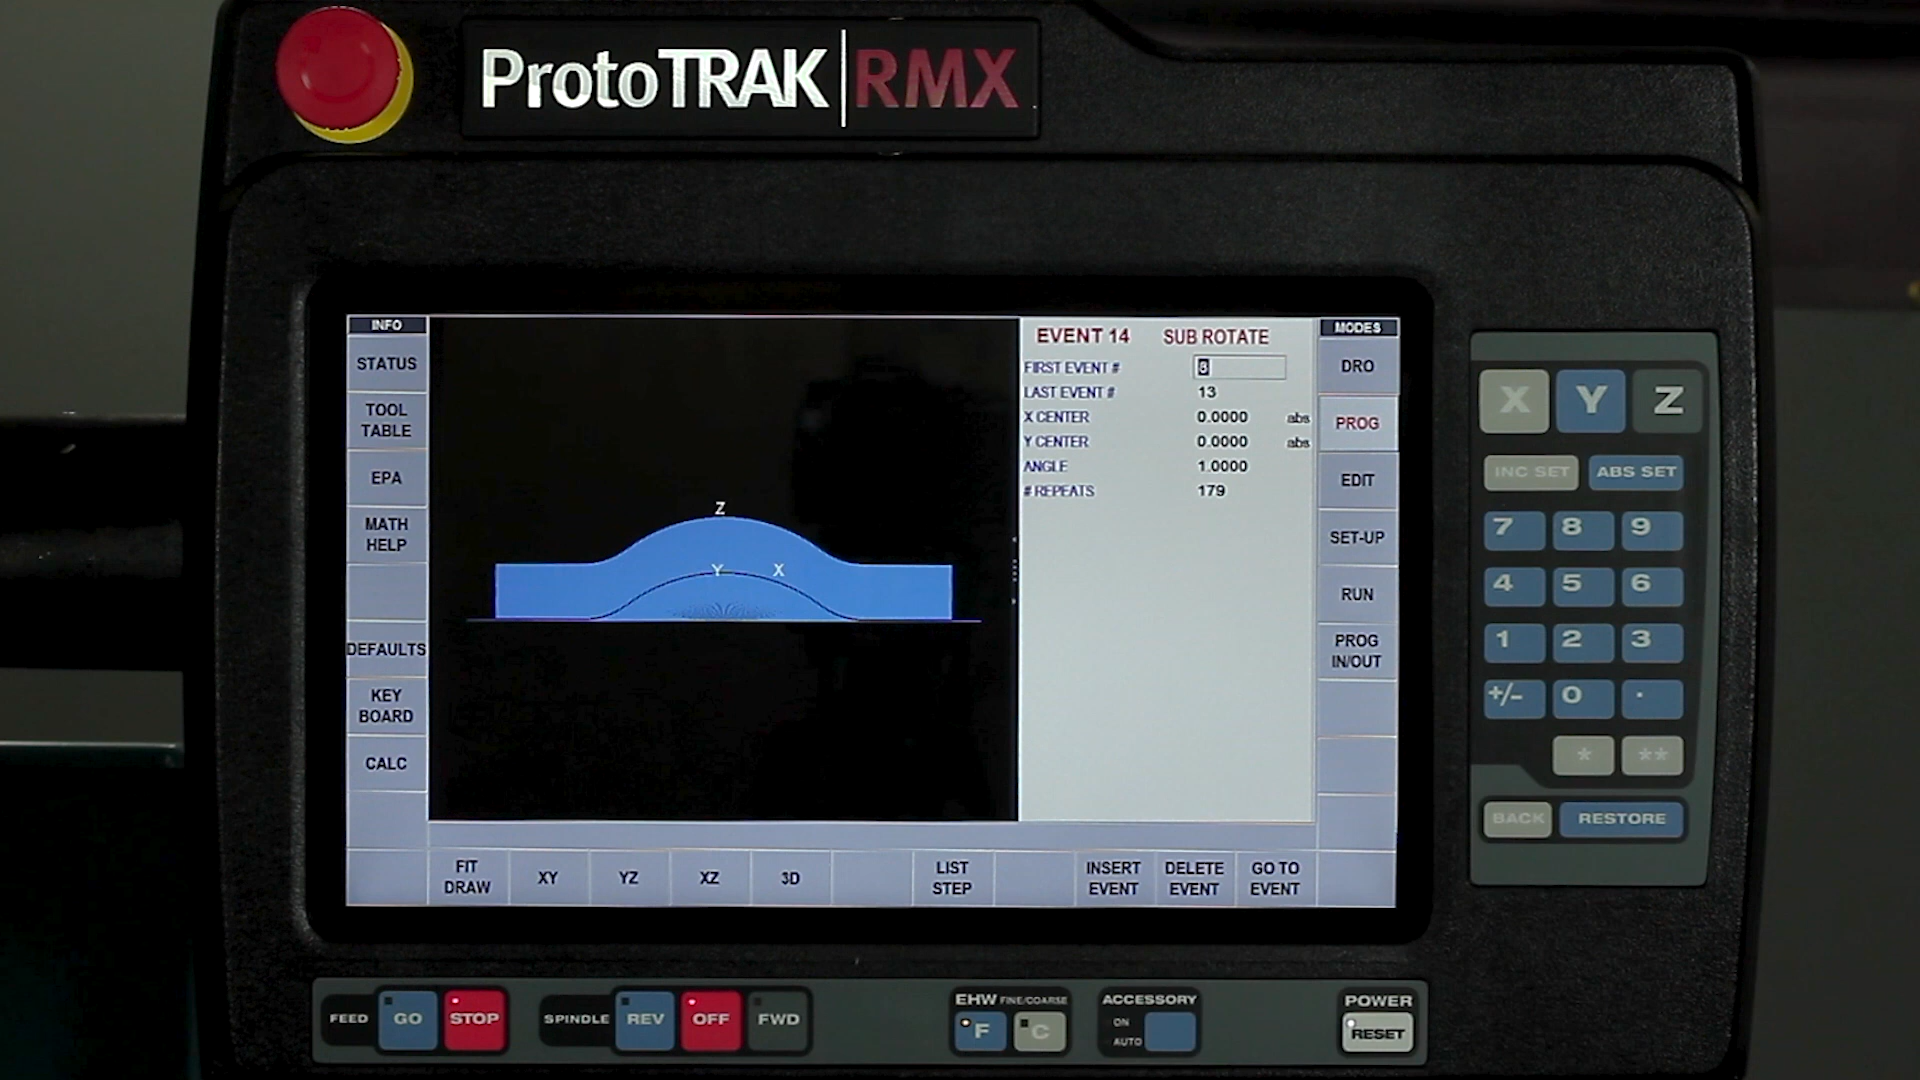 ProtoTRAK RMX
INFO
STATUS
TOOL
TABLE
EPA
MATH
HELP
DEFAULTS
KEY
BOARD
CALC
Z
Y X
EVENT 14 SUB ROTATE
FIRST EVENT # 8
LAST EVENT # 13
X CENTER 0.0000 abs
Y CENTER 0.0000 abs
ANGLE 1.0000
# REPEATS 179
MODES
DRO
PROG
EDIT
SET-UP
RUN
PROG
IN/OUT
FIT
DRAW
XY
YZ
XZ
3D
LIST
STEP
INSERT
EVENT
DELETE
EVENT
GO TO
EVENT
X Y Z
INC SET ABS SET
7 8 9
4 5 6
1 2 3
+/- 0 .
* **
BACK RESTORE
FEED GO STOP
SPINDLE REV OFF FWD
EHW FINE/COARSE
F C
ACCESSORY
ON
AUTO
POWER
RESET